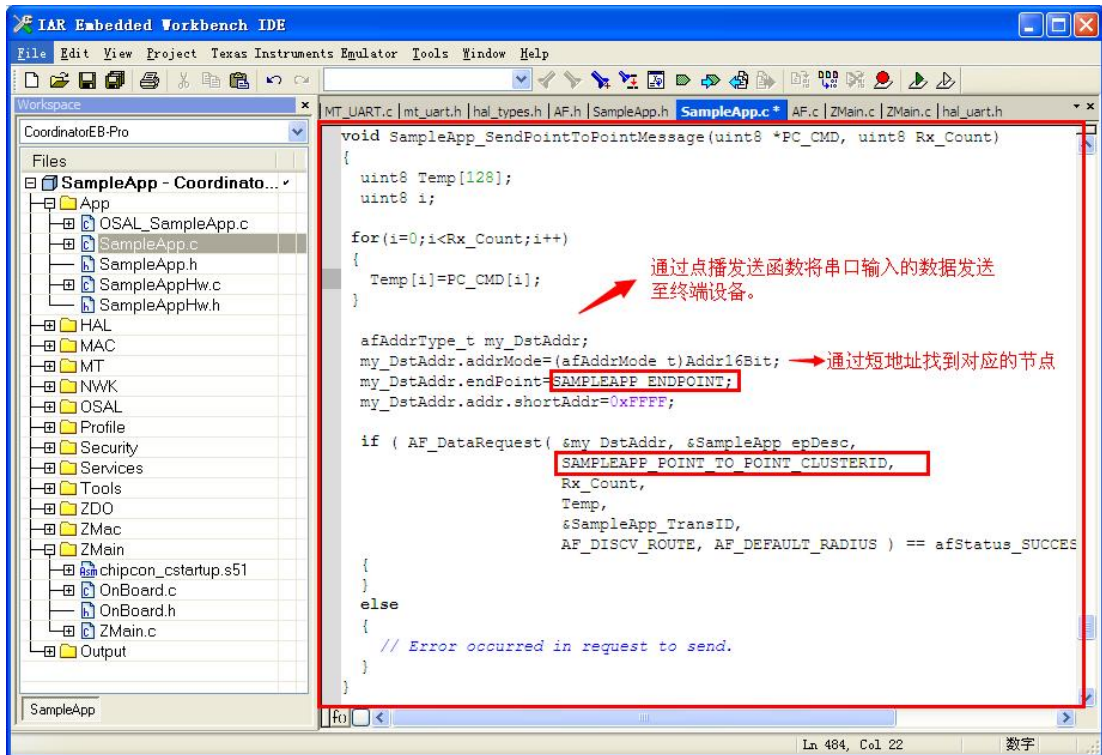 IAR Embedded Workbench IDE
File Edit View Project Texas Instruments Emulator Tools Window Help
Workspace
MT_UART.c | mt_uart.h | hal_types.h | AF.h | SampleApp.h SampleApp.c * AF.c | ZMain.c | ZMain.c | hal_uart.h
CoordinatorEB-Pro
Files
SampleApp - Coordinato...
App
OSAL_SampleApp.c
SampleApp.c
SampleApp.h
SampleAppHw.c
SampleAppHw.h
HAL
MAC
MT
NWK
OSAL
Profile
Security
Services
Tools
ZDO
ZMac
ZMain
chipcon_cstartup.s51
OnBoard.c
OnBoard.h
ZMain.c
Output
SampleApp
void SampleApp_SendPointToPointMessage(uint8 *PC_CMD, uint8 Rx_Count)
{
uint8 Temp[128];
uint8 i;
for(i=0;i<Rx_Count;i++)
{
Temp[i]=PC_CMD[i];
}
通过点播发送函数将串口输入的数据发送
至终端设备。
afAddrType_t my_DstAddr;
my_DstAddr.addrMode=(afAddrMode_t)Addr16Bit; 通过短地址找到对应的节点
my_DstAddr.endPoint=SAMPLEAPP_ENDPOINT;
my_DstAddr.addr.shortAddr=0xFFFF;
if ( AF_DataRequest( &my_DstAddr, &SampleApp_epDesc,
SAMPLEAPP_POINT_TO_POINT_CLUSTERID,
Rx_Count,
Temp,
&SampleApp_TransID,
AF_DISCV_ROUTE, AF_DEFAULT_RADIUS ) == afStatus_SUCCES
{
}
else
{
// Error occurred in request to send.
}
}
Ln 484, Col 22 数字